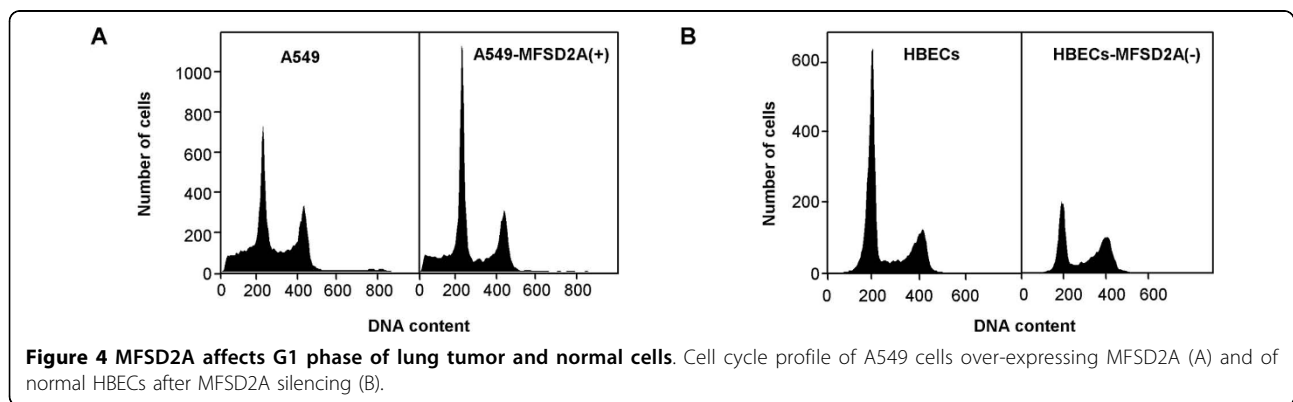 A
B
A549
A549-MFSD2A(+)
HBECs
HBECs-MFSD2A(-)
Number of cells
1000
800
600
400
200
0
0 200 400 600 800
0 200 400 600 800
DNA content
Number of cells
600
400
200
0
0 200 400 600
0 200 400 600
DNA content
Figure 4 MFSD2A affects G1 phase of lung tumor and normal cells. Cell cycle profile of A549 cells over-expressing MFSD2A (A) and of
normal HBECs after MFSD2A silencing (B).